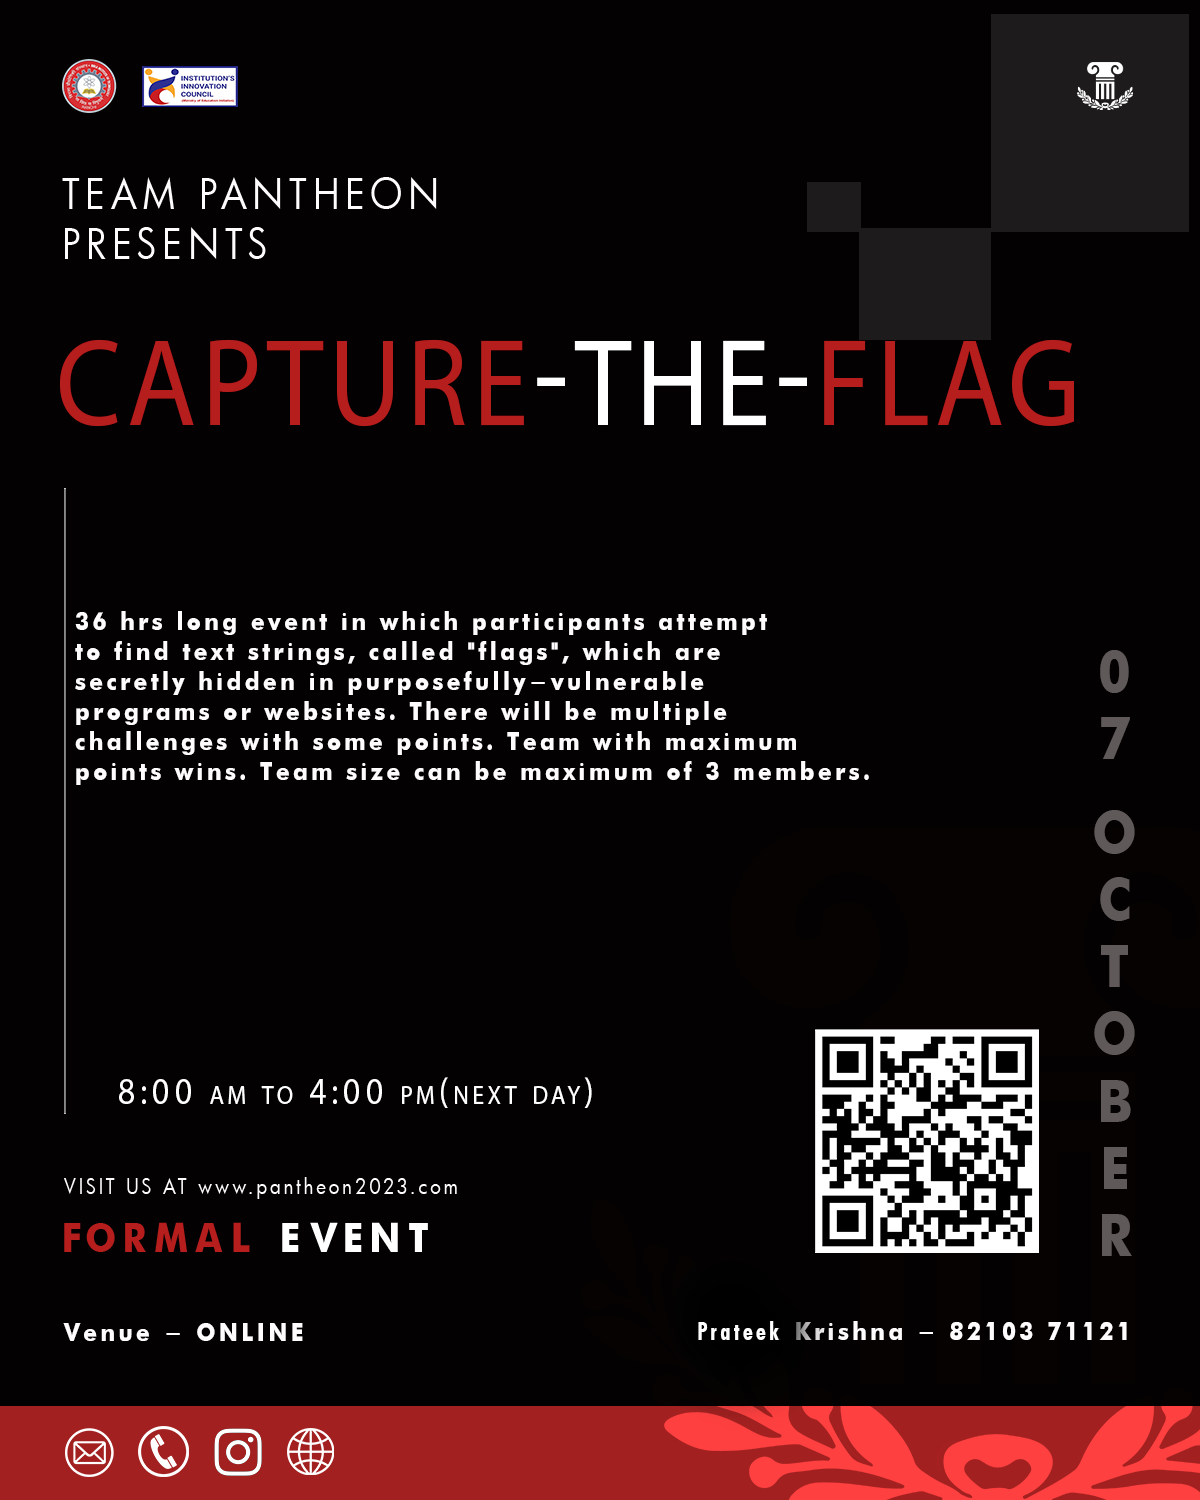 INSTITUTION'S
INNOVATION
COUNCIL
(Ministry of Education Initiative)
TEAM PANTHEON
PRESENTS
CAPTURE-THE-FLAG
36 hrs long event in which participants attempt
to find text strings, called "flags", which are
secretly hidden in purposefully–vulnerable
programs or websites. There will be multiple
challenges with some points. Team with maximum
points wins. Team size can be maximum of 3 members.
07 OCTOBER
8:00 AM TO 4:00 PM(NEXT DAY)
VISIT US AT www.pantheon2023.com
FORMAL EVENT
Venue – ONLINE
Prateek Krishna – 82103 71121